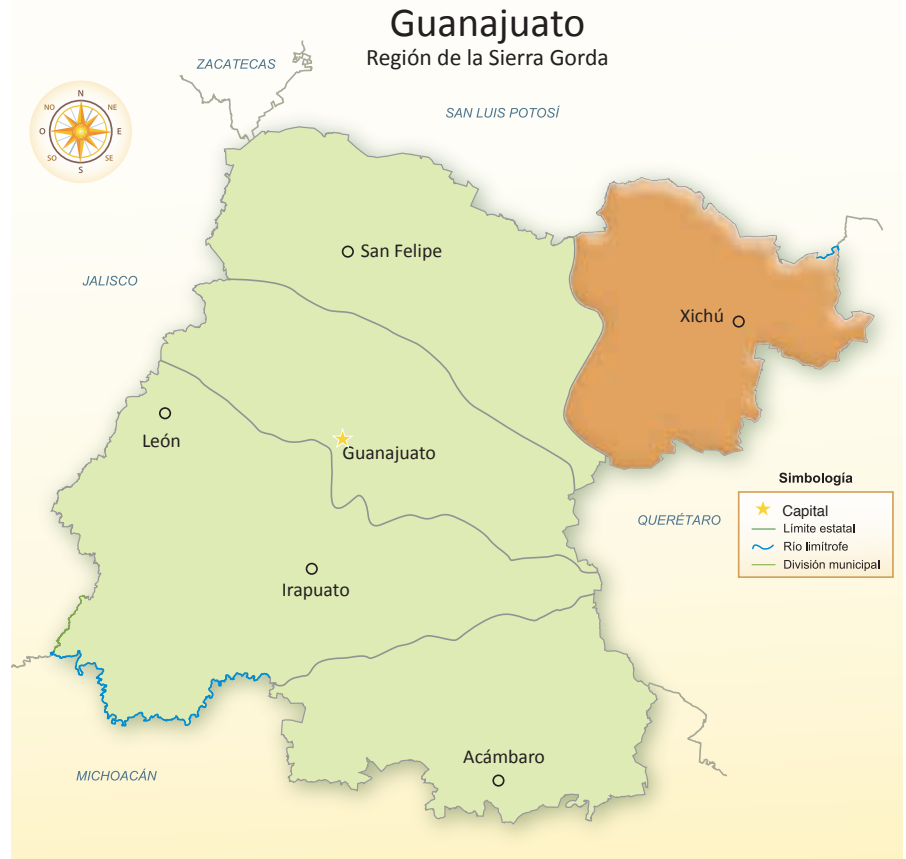 Guanajuato
Región de la Sierra Gorda
ZACATECAS
SAN LUIS POTOSÍ
N
NO
NE
O
E
SO
SE
S
San Felipe
JALISCO
Xichú
León
Guanajuato
Simbología
Capital
Límite estatal
Río limítrofe
División municipal
QUERÉTARO
Irapuato
Acámbaro
MICHOACÁN